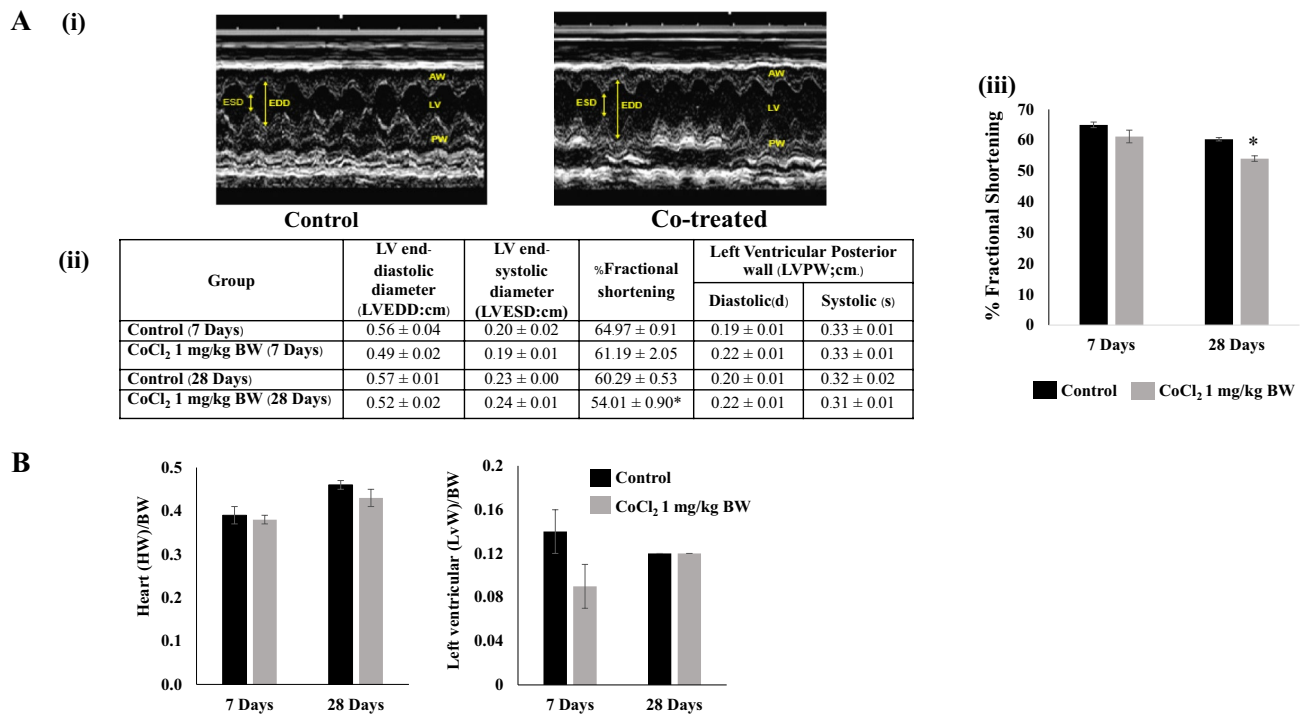 A (i)
AW
ESD EDD
LV
PW
Control
AW
ESD EDD
LV
PW
Co-treated
(ii)
Group
LV end-
diastolic
diameter
(LVEDD:cm)
LV end-
systolic
diameter
(LVESD:cm)
%Fractional
shortening
Left Ventricular Posterior
wall (LVPW;cm.)
Diastolic(d) Systolic (s)
Control (7 Days) 0.56 ± 0.04 0.20 ± 0.02 64.97 ± 0.91 0.19 ± 0.01 0.33 ± 0.01
CoCl₂ 1 mg/kg BW (7 Days) 0.49 ± 0.02 0.19 ± 0.01 61.19 ± 2.05 0.22 ± 0.01 0.33 ± 0.01
Control (28 Days) 0.57 ± 0.01 0.23 ± 0.00 60.29 ± 0.53 0.20 ± 0.01 0.32 ± 0.02
CoCl₂ 1 mg/kg BW (28 Days) 0.52 ± 0.02 0.24 ± 0.01 54.01 ± 0.90* 0.22 ± 0.01 0.31 ± 0.01
(iii)
% Fractional Shortening
70
60
50
40
30
20
10
0
*
7 Days 28 Days
Control CoCl₂ 1 mg/kg BW
B
Heart (HW)/BW
0.5
0.4
0.3
0.2
0.1
0.0
7 Days 28 Days
Left ventricular (LvW)/BW
0.2
0.16
0.12
0.08
0.04
0
Control
CoCl₂ 1 mg/kg BW
7 Days 28 Days